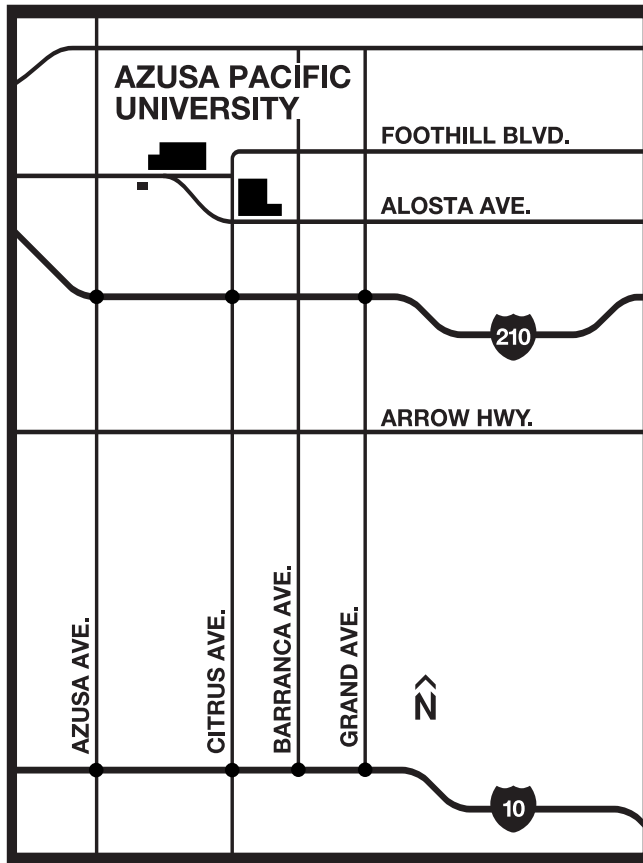 AZUSA PACIFIC
UNIVERSITY
FOOTHILL BLVD.
ALOSTA AVE.
210
ARROW HWY.
AZUSA AVE.
CITRUS AVE.
BARRANCA AVE.
GRAND AVE.
N
10